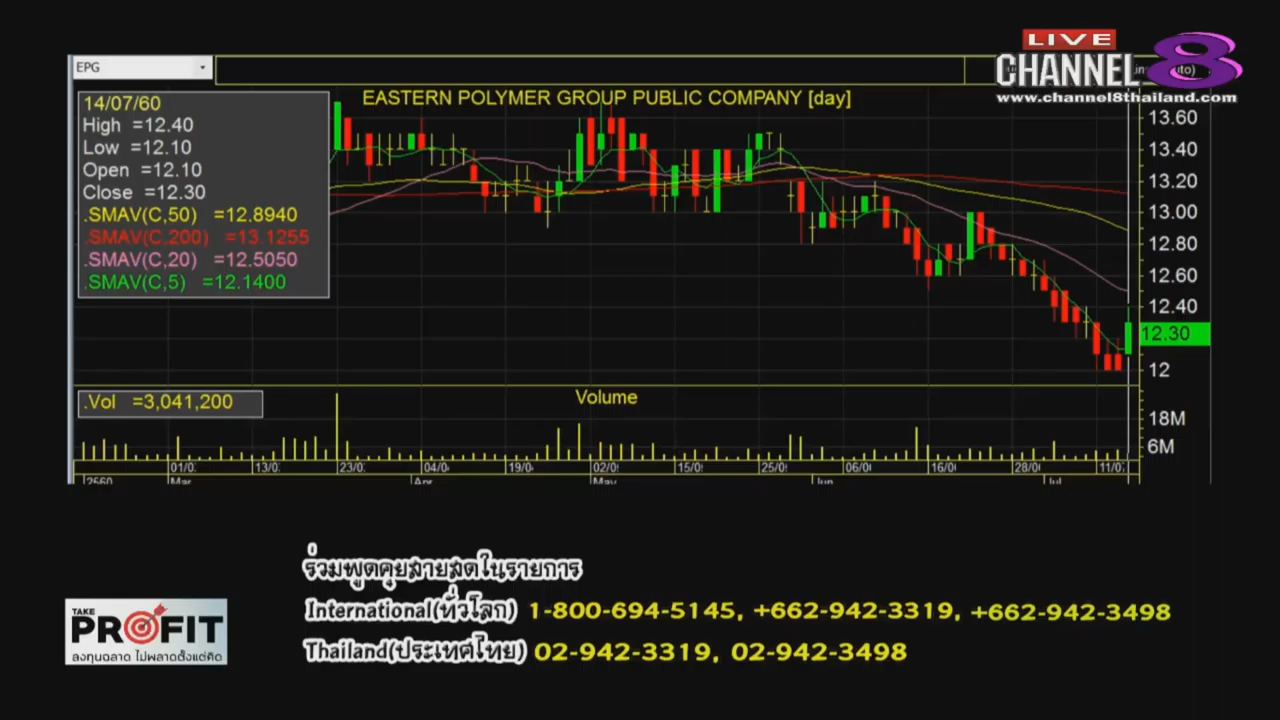 LIVE
CHANNEL 8
www.channel8thailand.com
EPG
EASTERN POLYMER GROUP PUBLIC COMPANY [day]
14/07/60
High =12.40
Low =12.10
Open =12.10
Close =12.30
.SMAV(C,50) =12.8940
.SMAV(C,200) =13.1255
.SMAV(C,20) =12.5050
.SMAV(C,5) =12.1400
13.60
13.40
13.20
13.00
12.80
12.60
12.40
12.30
12
.Vol =3,041,200
Volume
18M
6M
01/0 13/0 23/0 04/0 19/0 02/0 15/0 25/0 06/0 16/0 28/0 11/0
2560 Mar Apr May Jun Jul
ร่วมพูดคุยสายสดในรายการ
International(ทั่วโลก) 1-800-694-5145, +662-942-3319, +662-942-3498
Thailand(ประเทศไทย) 02-942-3319, 02-942-3498
TAKE
PROFIT
ลงทุนฉลาด ไม่พลาดตั้งแต่คิด